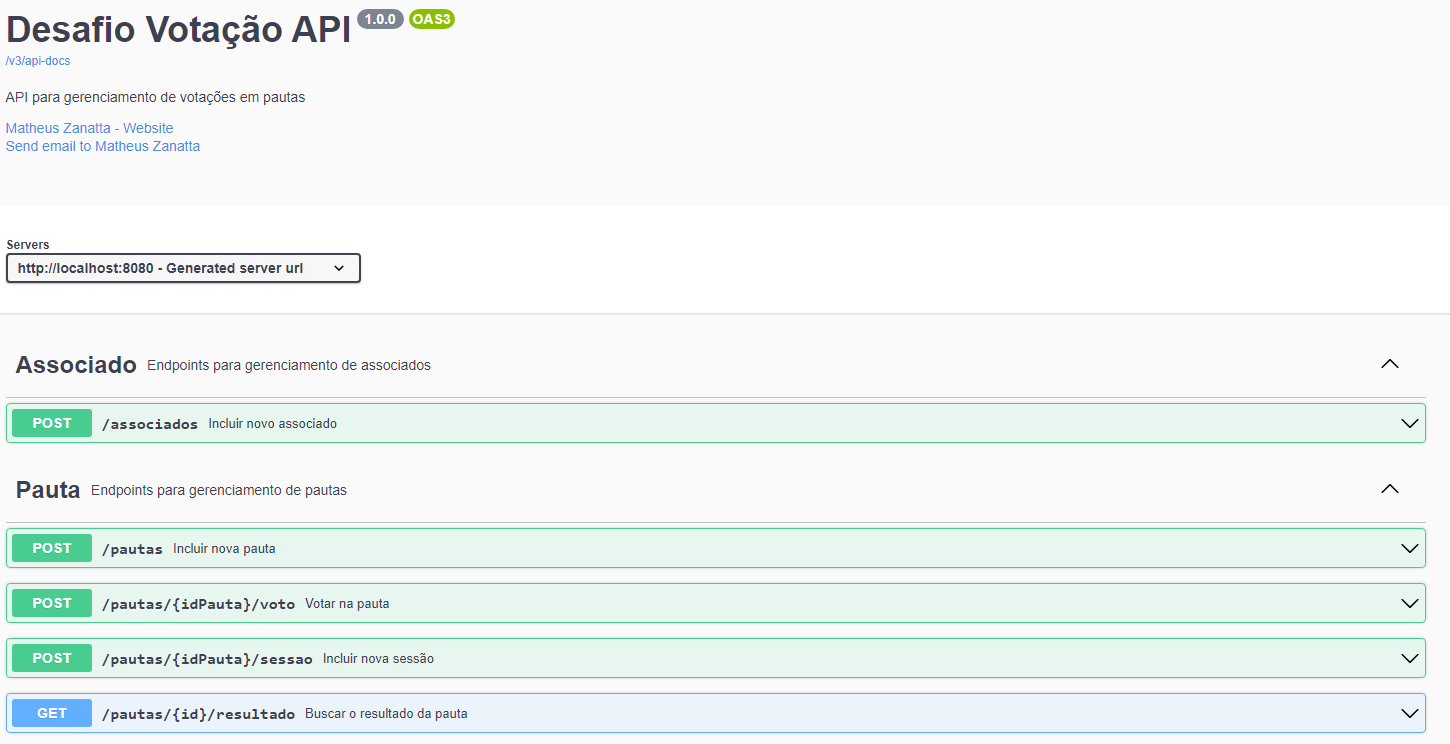 Desafio Votação API 1.0.0 OAS3
/v3/api-docs
API para gerenciamento de votações em pautas
Matheus Zanatta - Website
Send email to Matheus Zanatta
Servers
http://localhost:8080 - Generated server url
Associado Endpoints para gerenciamento de associados
POST /associados Incluir novo associado
Pauta Endpoints para gerenciamento de pautas
POST /pautas Incluir nova pauta
POST /pautas/{idPauta}/voto Votar na pauta
POST /pautas/{idPauta}/sessao Incluir nova sessão
GET /pautas/{id}/resultado Buscar o resultado da pauta